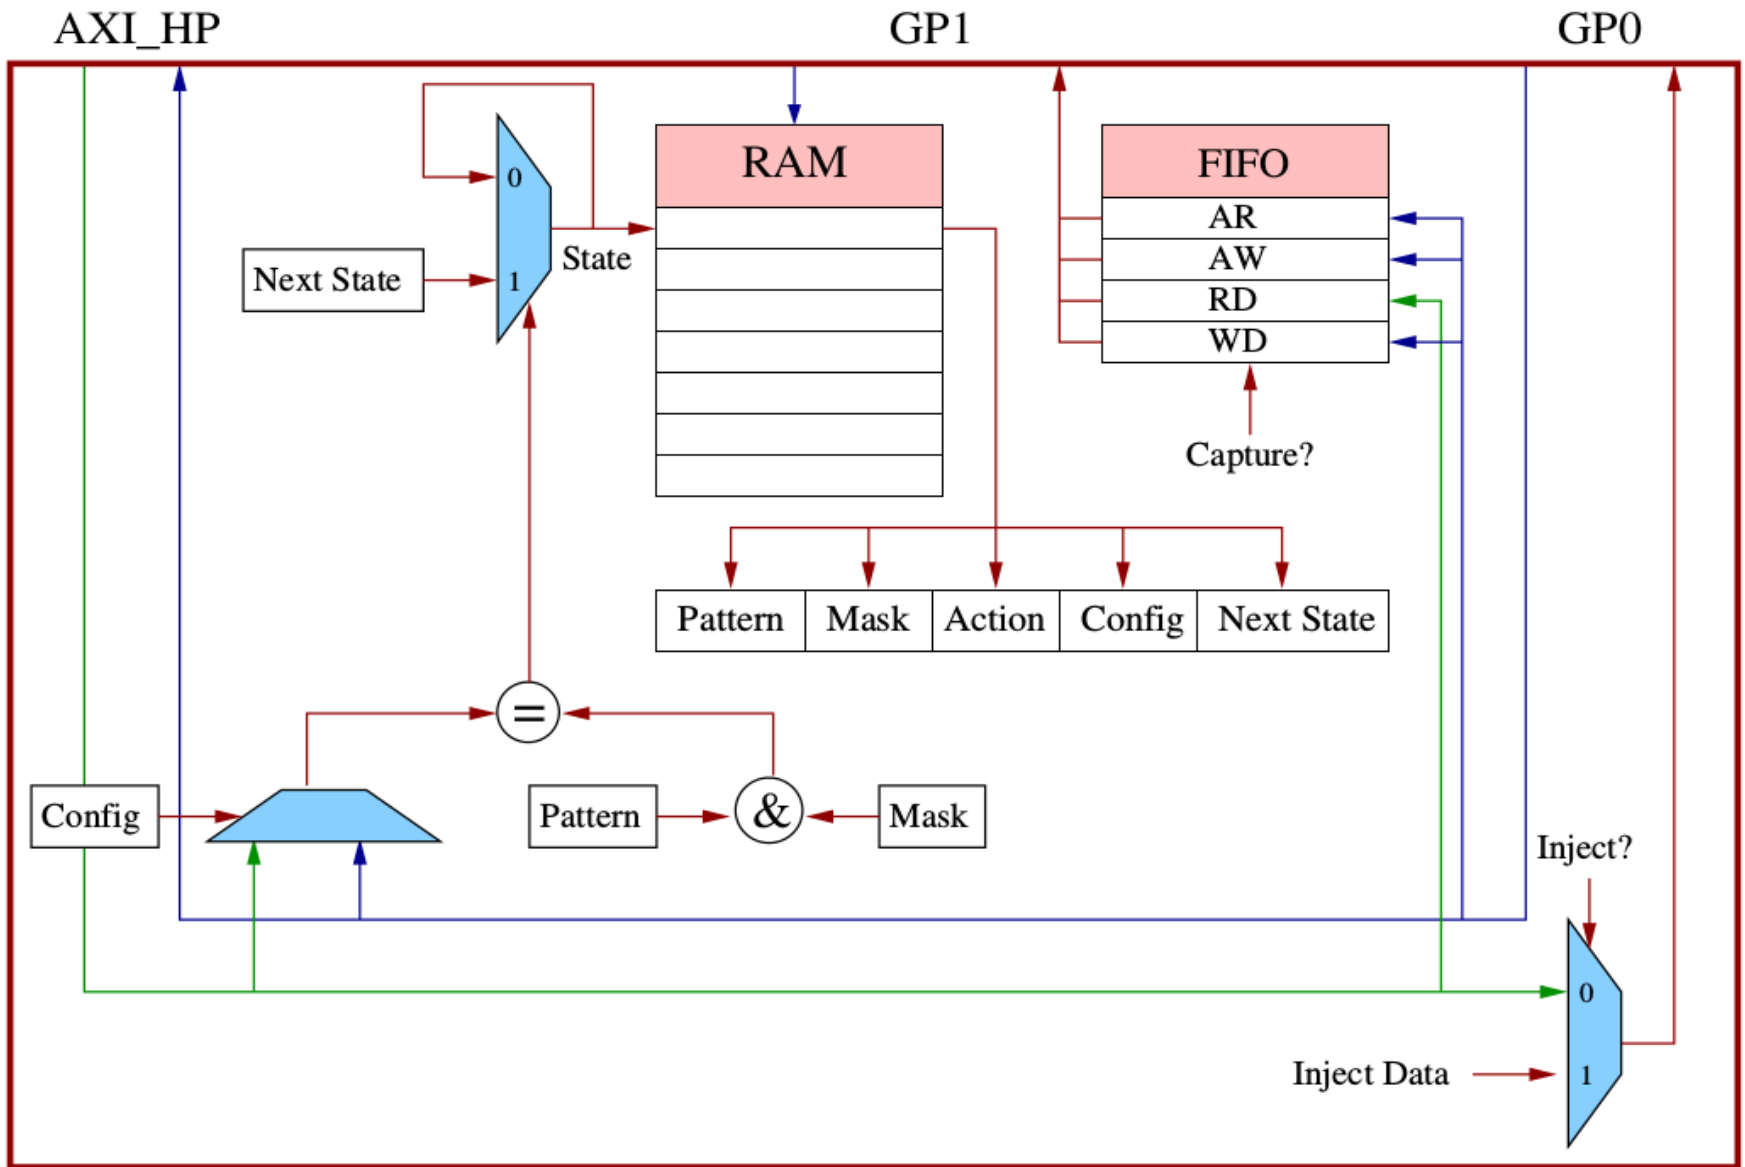 AXI_HP
GP1
GP0
0
RAM
FIFO
AR
AW
RD
WD
Next State
1
State
Capture?
Pattern
Mask
Action
Config
Next State
=
Config
Pattern
&
Mask
Inject?
0
Inject Data
1